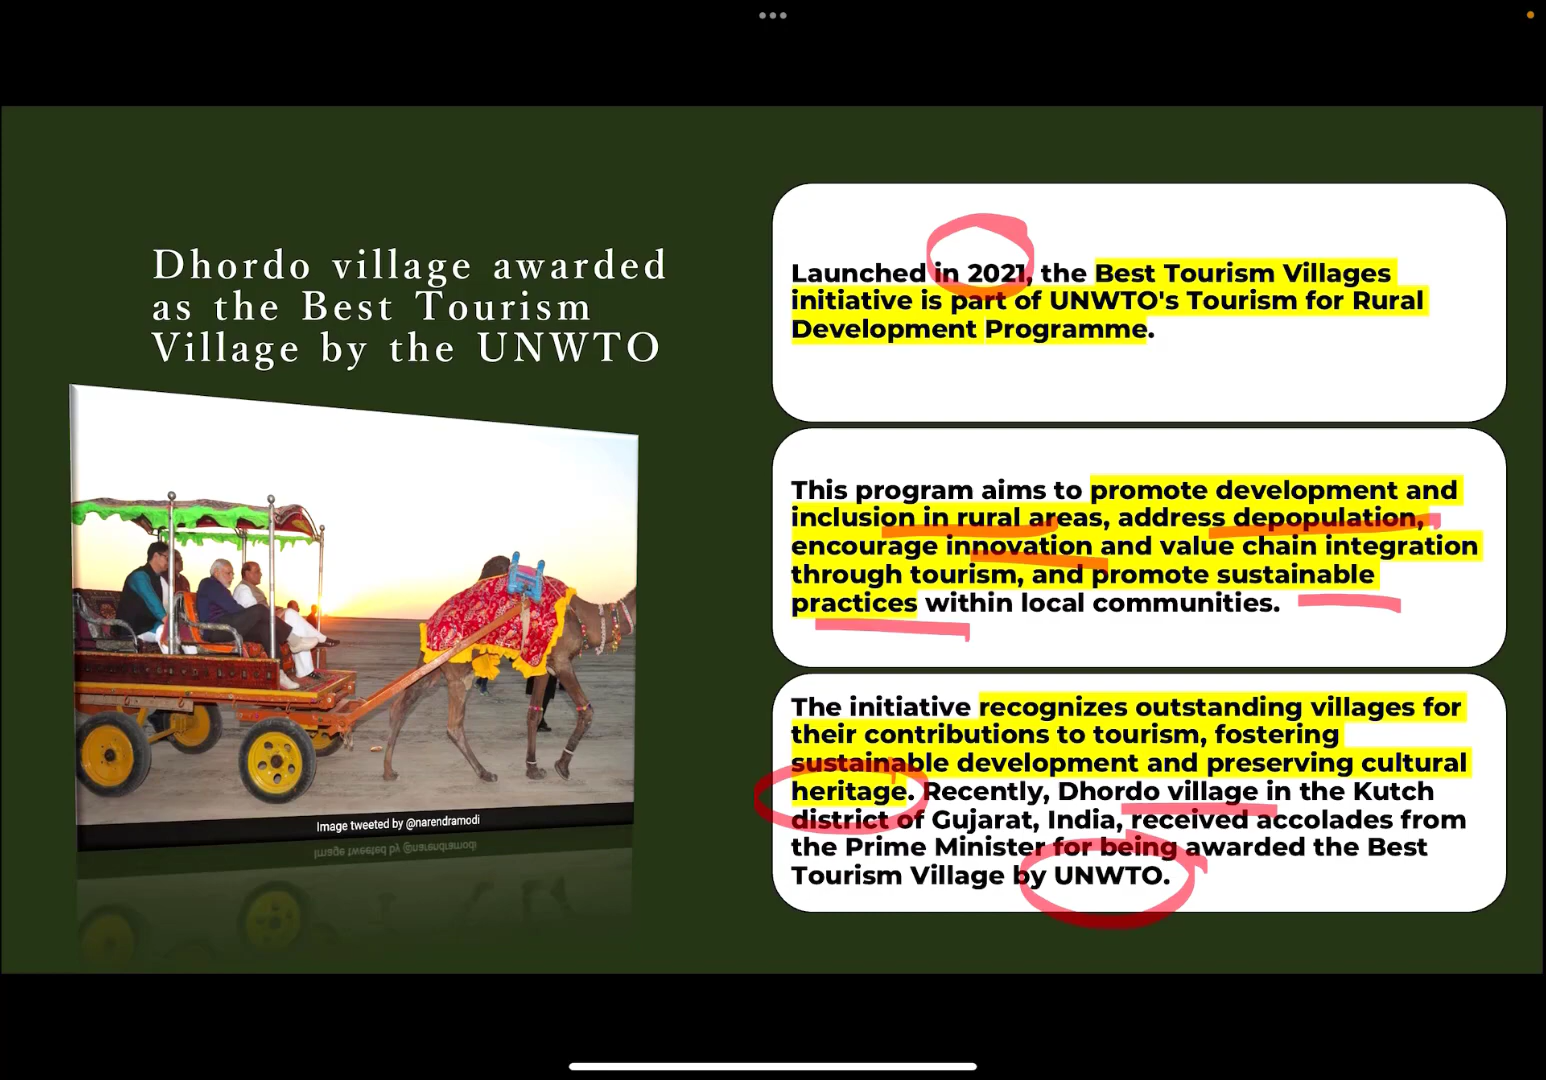 Dhordo village awarded
as the Best Tourism
Village by the UNWTO
Image tweeted by @narendramodi
Launched in 2021, the Best Tourism Villages
initiative is part of UNWTO's Tourism for Rural
Development Programme.
This program aims to promote development and
inclusion in rural areas, address depopulation,
encourage innovation and value chain integration
through tourism, and promote sustainable
practices within local communities.
The initiative recognizes outstanding villages for
their contributions to tourism, fostering
sustainable development and preserving cultural
heritage. Recently, Dhordo village in the Kutch
district of Gujarat, India, received accolades from
the Prime Minister for being awarded the Best
Tourism Village by UNWTO.